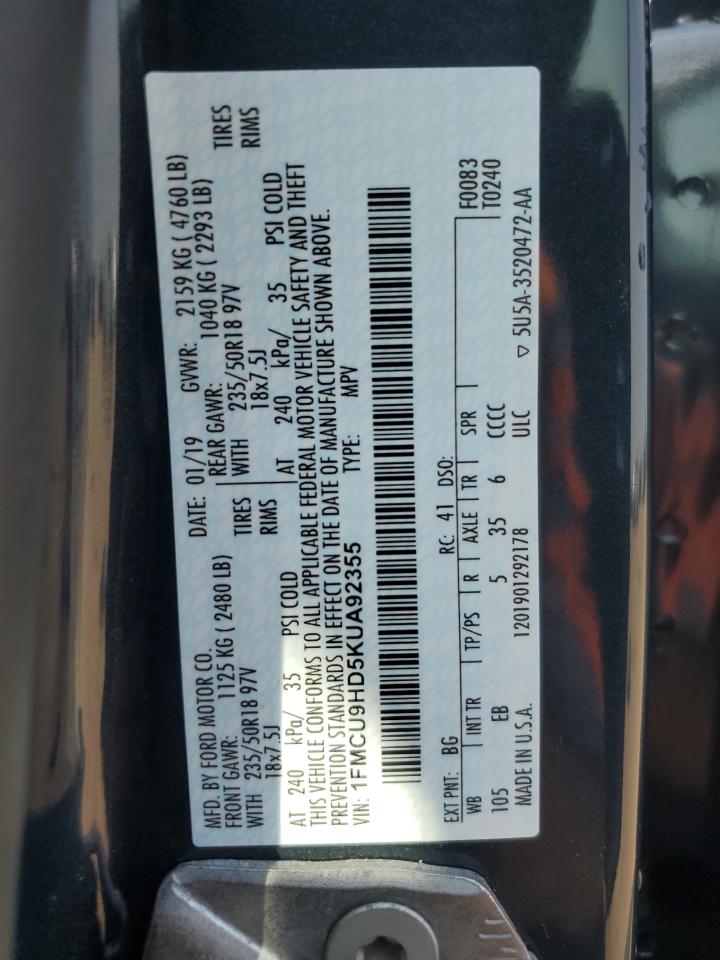 MFD. BY FORD MOTOR CO.
DATE: 01/19 GVWR: 2159 KG ( 4760 LB)
FRONT GAWR: 1125 KG ( 2480 LB)
REAR GAWR: 1040 KG ( 2293 LB)
WITH 235/50R18 97V TIRES
WITH 235/50R18 97V TIRES
18x7.5J RIMS
18x7.5J RIMS
AT 240 kPa/ 35 PSI COLD
AT 240 kPa/ 35 PSI COLD
THIS VEHICLE CONFORMS TO ALL APPLICABLE FEDERAL MOTOR VEHICLE SAFETY AND THEFT
PREVENTION STANDARDS IN EFFECT ON THE DATE OF MANUFACTURE SHOWN ABOVE.
VIN: 1FMCU9HD5KUA92355 TYPE: MPV
EXT PNT: BG RC: 41 DSO: F0083
WB INT TR TP/PS R AXLE TR SPR T0240
105 EB 5 35 6 CCCC
MADE IN U.S.A. 1201901292178 ULC ▽ 5U5A-3520472-AA